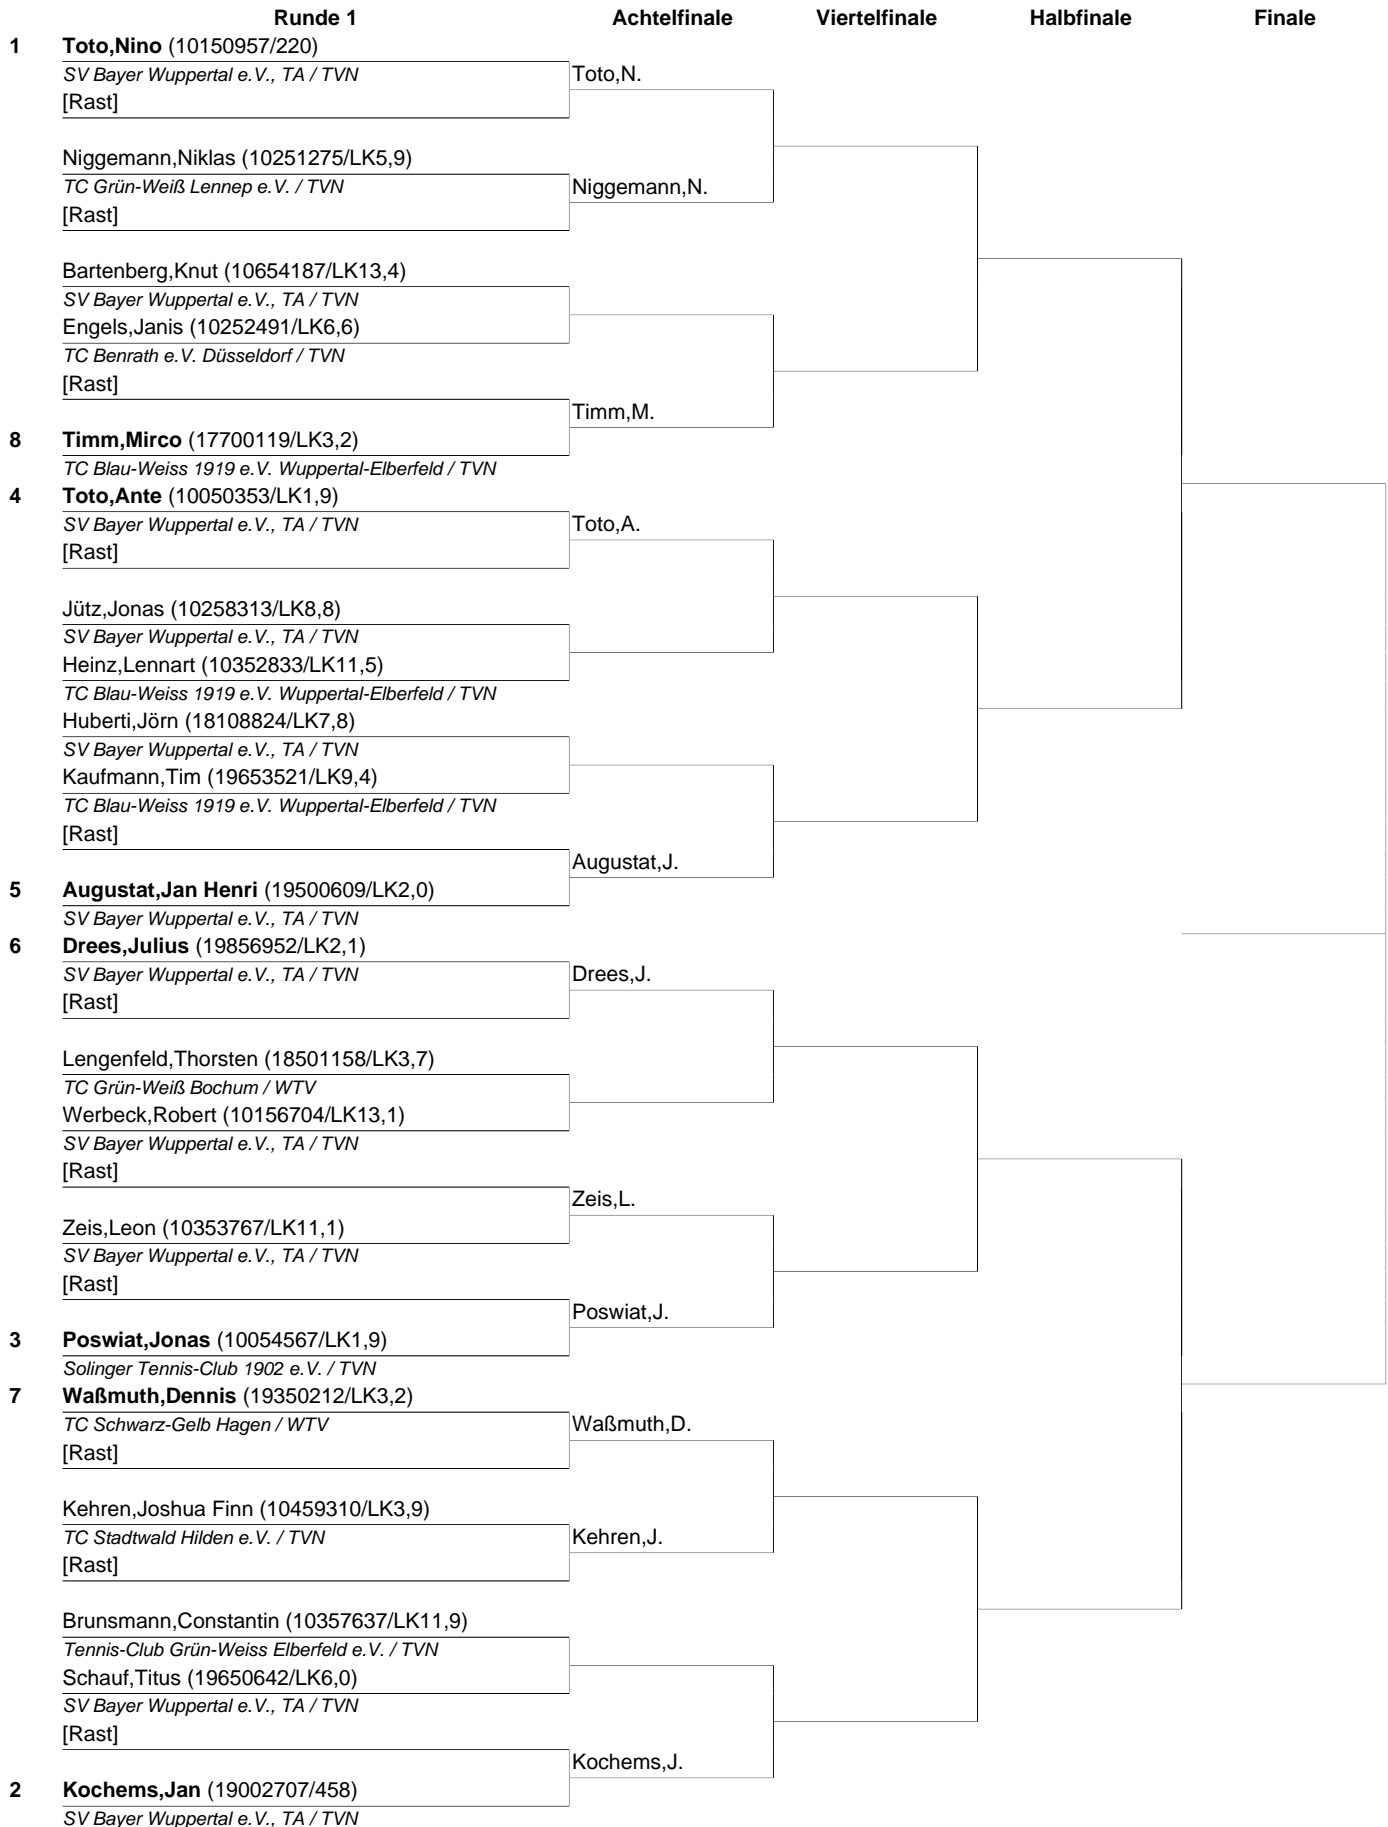 Runde 1 Achtelfinale Viertelfinale Halbfinale Finale
1 Toto,Nino (10150957/220)
SV Bayer Wuppertal e.V., TA / TVN Toto,N.
[Rast]
Niggemann,Niklas (10251275/LK5,9)
TC Grün-Weiß Lennep e.V. / TVN Niggemann,N.
[Rast]
Bartenberg,Knut (10654187/LK13,4)
SV Bayer Wuppertal e.V., TA / TVN
Engels,Janis (10252491/LK6,6)
TC Benrath e.V. Düsseldorf / TVN
[Rast]
Timm,M.
8 Timm,Mirco (17700119/LK3,2)
TC Blau-Weiss 1919 e.V. Wuppertal-Elberfeld / TVN
4 Toto,Ante (10050353/LK1,9)
SV Bayer Wuppertal e.V., TA / TVN Toto,A.
[Rast]
Jütz,Jonas (10258313/LK8,8)
SV Bayer Wuppertal e.V., TA / TVN
Heinz,Lennart (10352833/LK11,5)
TC Blau-Weiss 1919 e.V. Wuppertal-Elberfeld / TVN
Huberti,Jörn (18108824/LK7,8)
SV Bayer Wuppertal e.V., TA / TVN
Kaufmann,Tim (19653521/LK9,4)
TC Blau-Weiss 1919 e.V. Wuppertal-Elberfeld / TVN
[Rast]
Augustat,J.
5 Augustat,Jan Henri (19500609/LK2,0)
SV Bayer Wuppertal e.V., TA / TVN
6 Drees,Julius (19856952/LK2,1)
SV Bayer Wuppertal e.V., TA / TVN Drees,J.
[Rast]
Lengenfeld,Thorsten (18501158/LK3,7)
TC Grün-Weiß Bochum / WTV
Werbeck,Robert (10156704/LK13,1)
SV Bayer Wuppertal e.V., TA / TVN
[Rast]
Zeis,L.
Zeis,Leon (10353767/LK11,1)
SV Bayer Wuppertal e.V., TA / TVN
[Rast]
Poswiat,J.
3 Poswiat,Jonas (10054567/LK1,9)
Solinger Tennis-Club 1902 e.V. / TVN
7 Waßmuth,Dennis (19350212/LK3,2)
TC Schwarz-Gelb Hagen / WTV Waßmuth,D.
[Rast]
Kehren,Joshua Finn (10459310/LK3,9)
TC Stadtwald Hilden e.V. / TVN Kehren,J.
[Rast]
Brunsmann,Constantin (10357637/LK11,9)
Tennis-Club Grün-Weiss Elberfeld e.V. / TVN
Schauf,Titus (19650642/LK6,0)
SV Bayer Wuppertal e.V., TA / TVN
[Rast]
Kochems,J.
2 Kochems,Jan (19002707/458)
SV Bayer Wuppertal e.V., TA / TVN